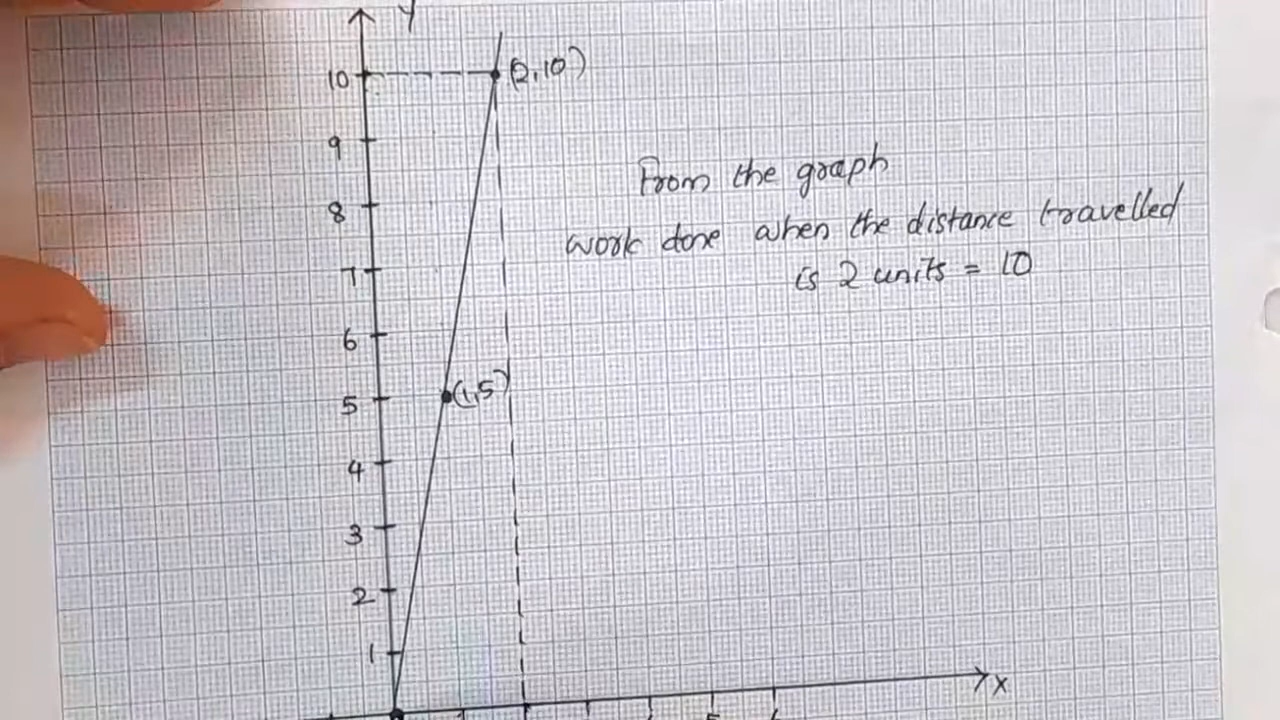 Y
10
(2,10)
9
8
7
6
5
(1,5)
4
3
2
1
From the graph
work done when the distance travelled
is 2 units = 10
X